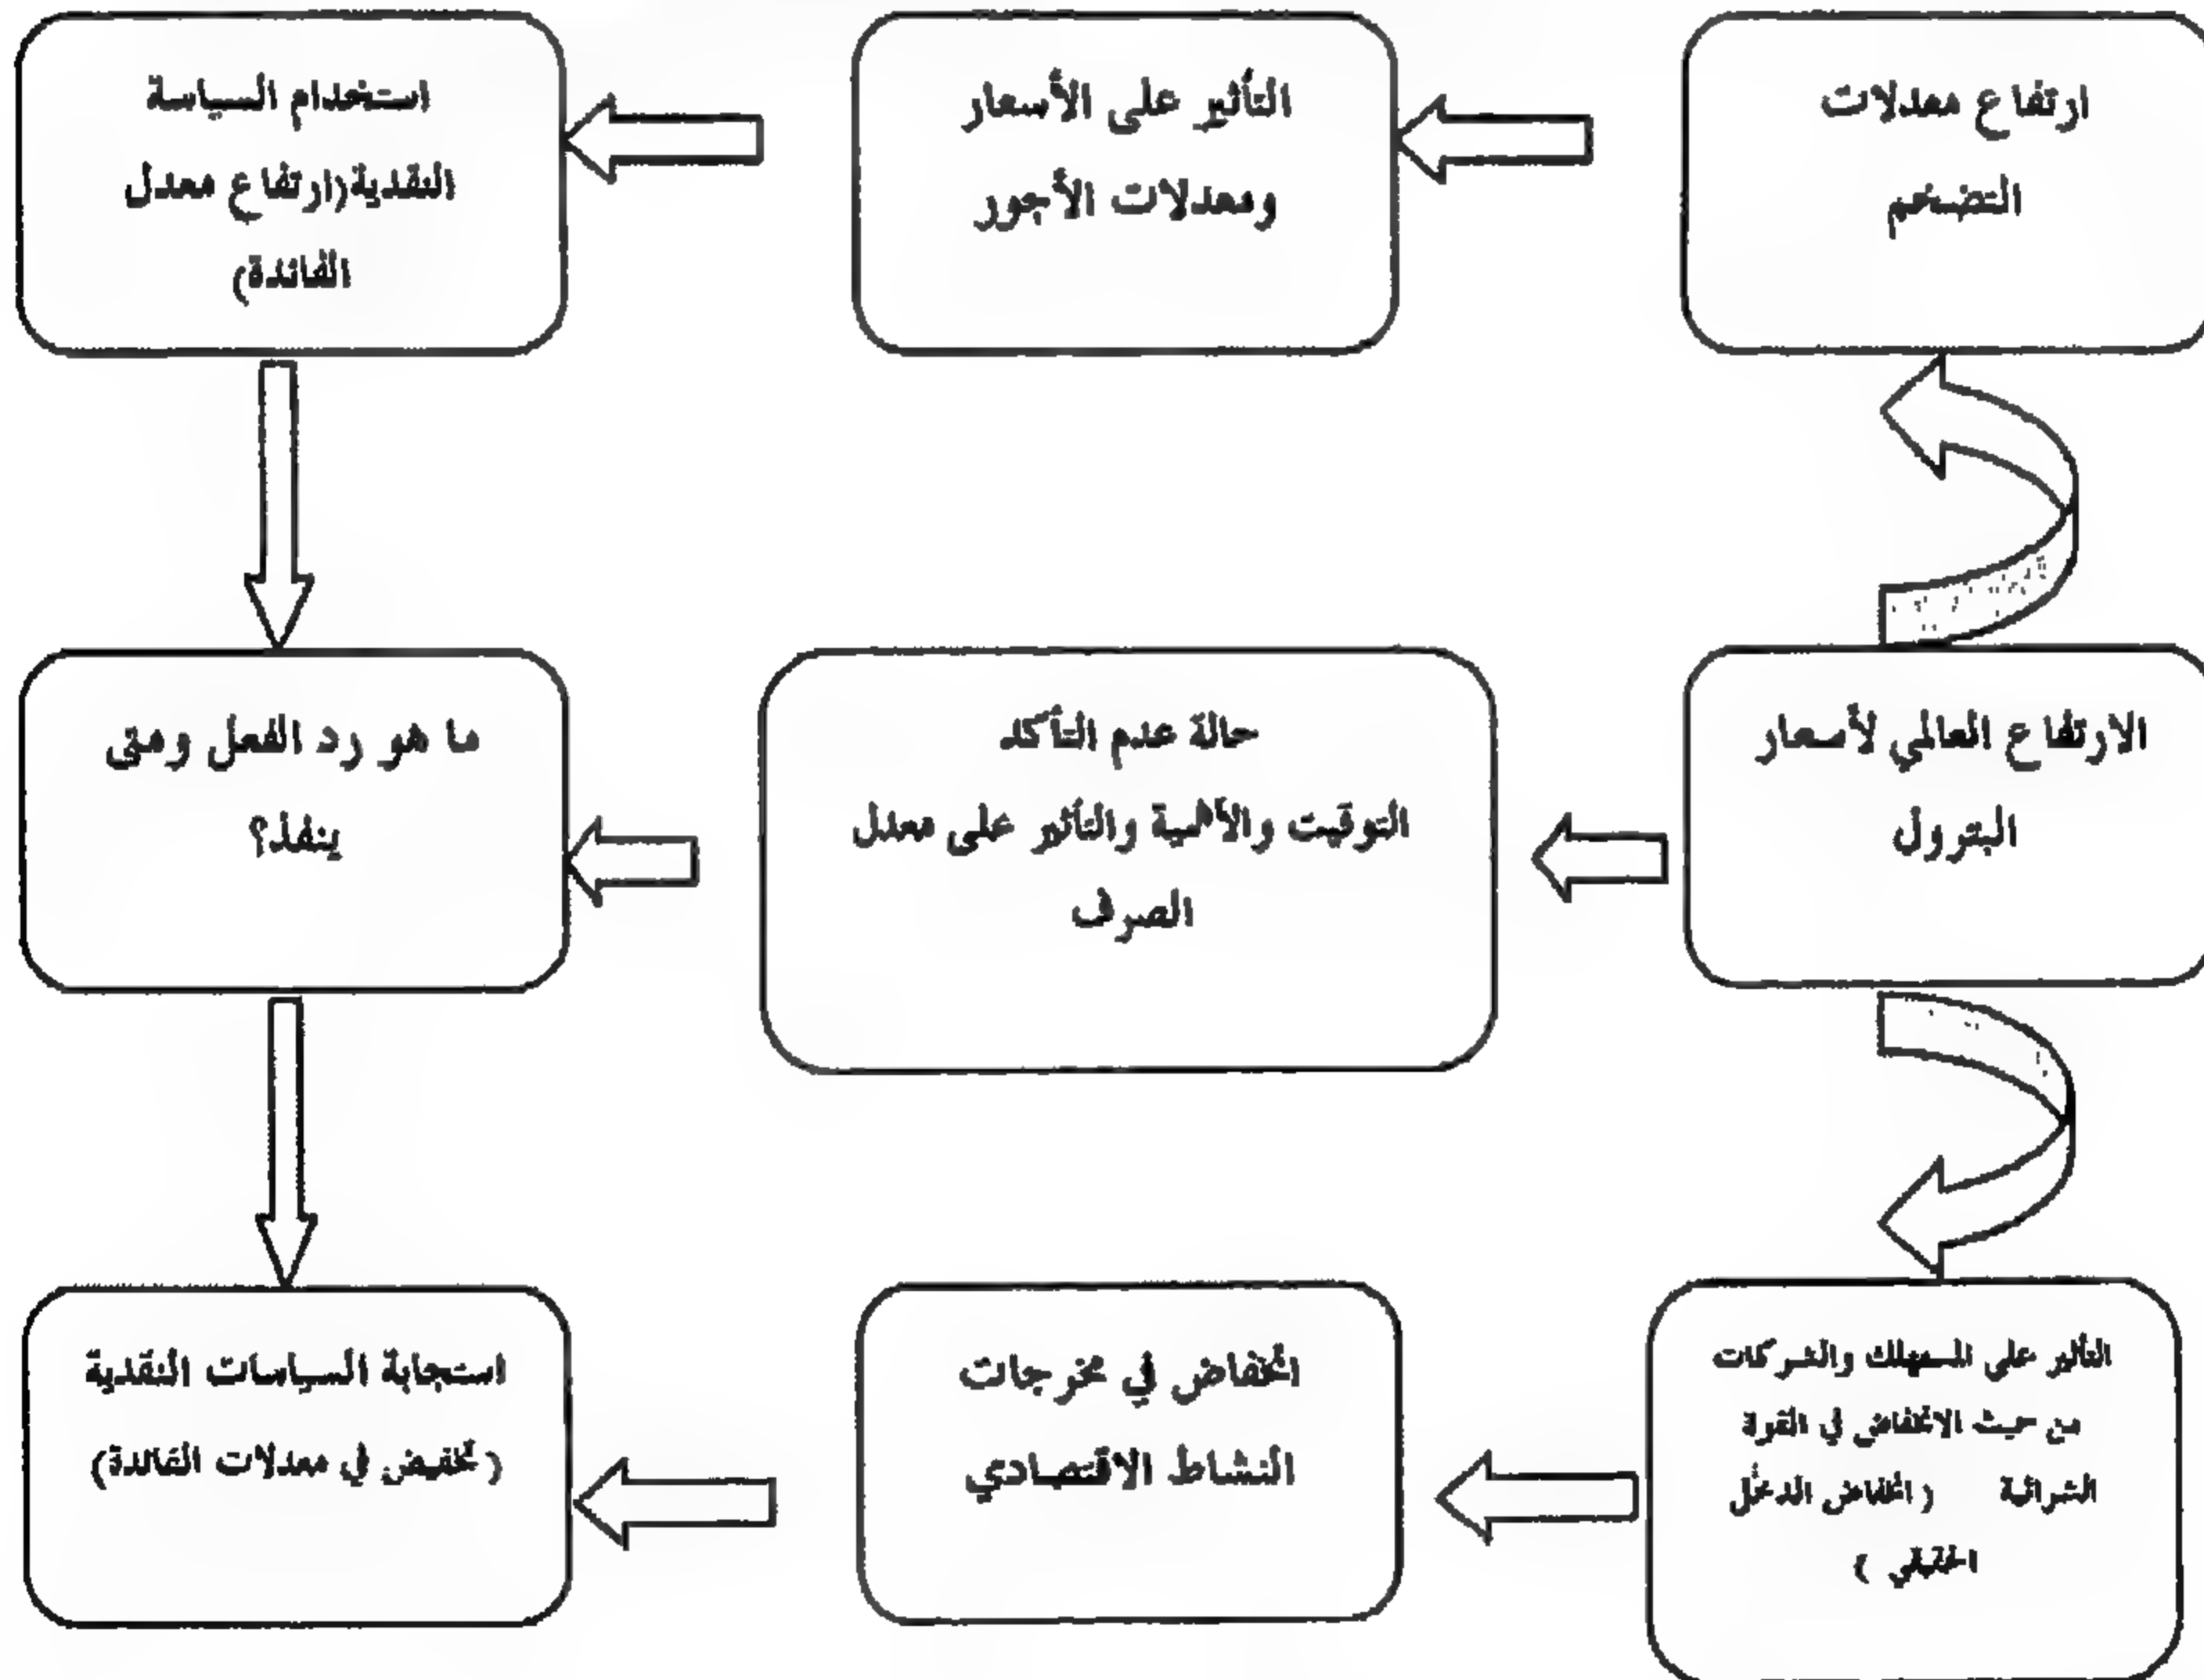 ارتفاع معدلات
التضخم
التأثير على الأسعار
ومعدلات الأجور
استخدام السياسة
النقدية(ارتفاع معدل
الفائدة)
الارتفاع العالمي لأسعار
البترول
حالة عدم التأكد
التوقيت والأهمية والتأثير على معدل
الصرف
ما هو رد الفعل ومتى
ينفذ؟
التأثير على المستهلك والشركات
من حيث الانخفاض في القوة
الشرائية ( انخفاض الدخل
الحقيقي )
انخفاض في مخرجات
النشاط الاقتصادي
استجابة السياسات النقدية
(تخفيض في معدلات الفائدة)